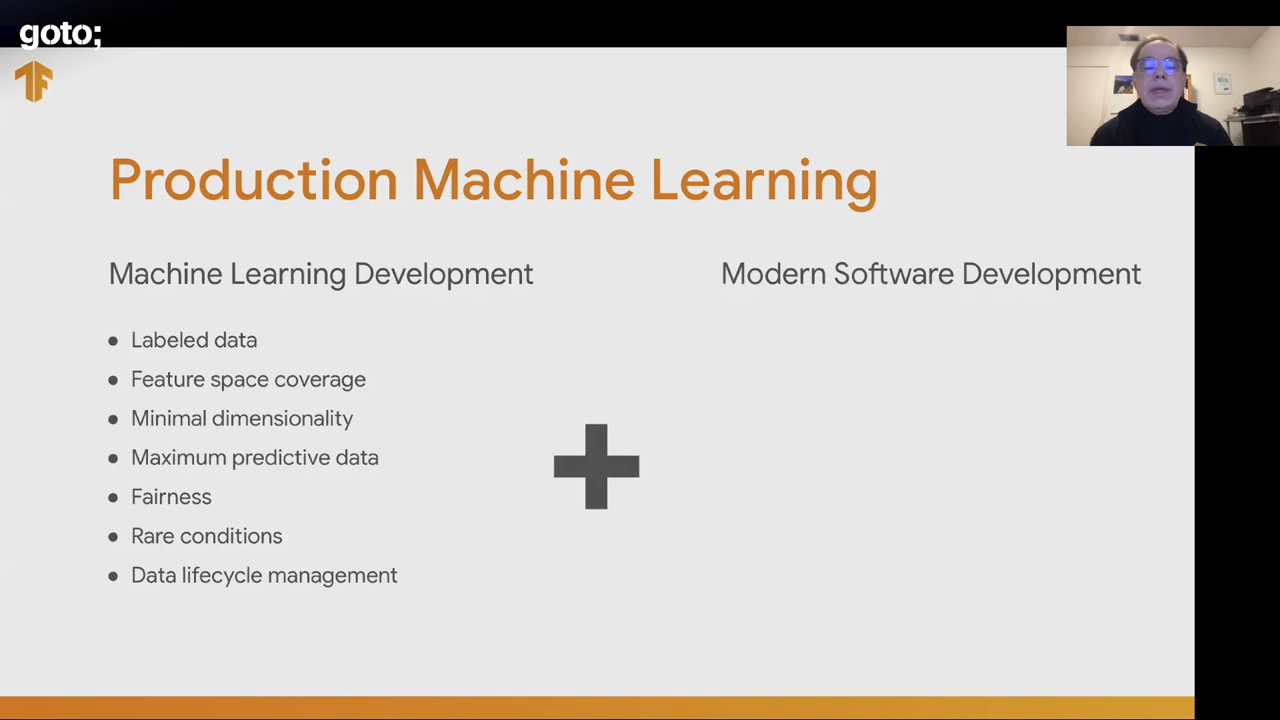 goto;
Production Machine Learning
Machine Learning Development
Modern Software Development
Labeled data
Feature space coverage
Minimal dimensionality
Maximum predictive data
Fairness
Rare conditions
Data lifecycle management